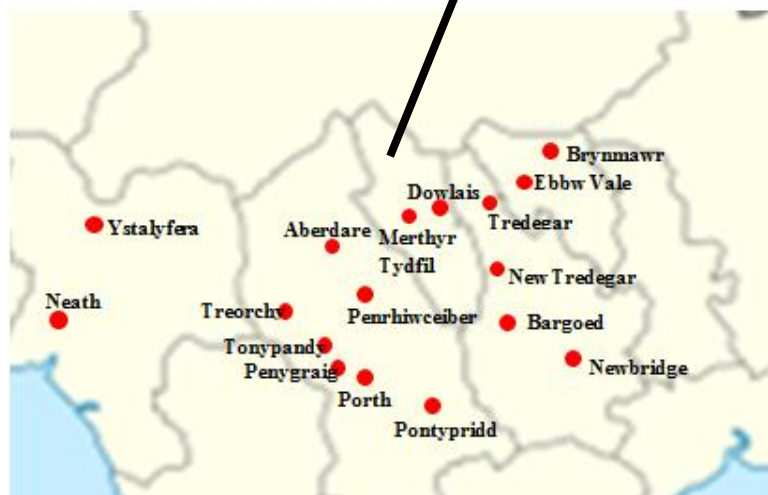 Brynmawr
Ebbw Vale
Dowlais
Tredegar
Ystalyfera
Aberdare
Merthyr
Tydfil
New Tredegar
Neath
Treorchy
Penrhiwceiber
Bargoed
Tonypandy
Penygraig
Newbridge
Porth
Pontypridd